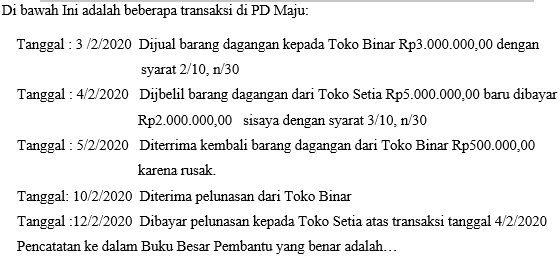 Di bawah Ini adalah beberapa transaksi di PD Maju:
Tanggal : 3 /2/2020 Dijual barang dagangan kepada Toko Binar Rp3.000.000,00 dengan
syarat 2/10, n/30
Tanggal : 4/2/2020 Dijbelil barang dagangan dari Toko Setia Rp5.000.000,00 baru dibayar
Rp2.000.000,00 sisaya dengan syarat 3/10, n/30
Tanggal : 5/2/2020 Diterrima kembali barang dagangan dari Toko Binar Rp500.000,00
karena rusak.
Tanggal: 10/2/2020 Diterima pelunasan dari Toko Binar
Tanggal :12/2/2020 Dibayar pelunasan kepada Toko Setia atas transaksi tanggal 4/2/2020
Pencatatan ke dalam Buku Besar Pembantu yang benar adalah…